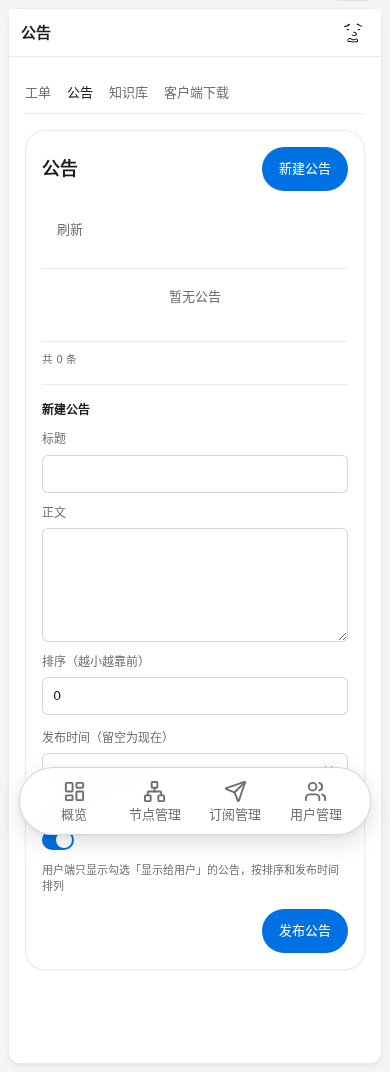 公告
工单 公告 知识库 客户端下载
公告
新建公告
刷新
暂无公告
共 0 条
新建公告
标题
正文
排序（越小越靠前）
0
发布时间（留空为现在）
概览 节点管理 订阅管理 用户管理
用户端只显示勾选「显示给用户」的公告，按排序和发布时间
排列
发布公告